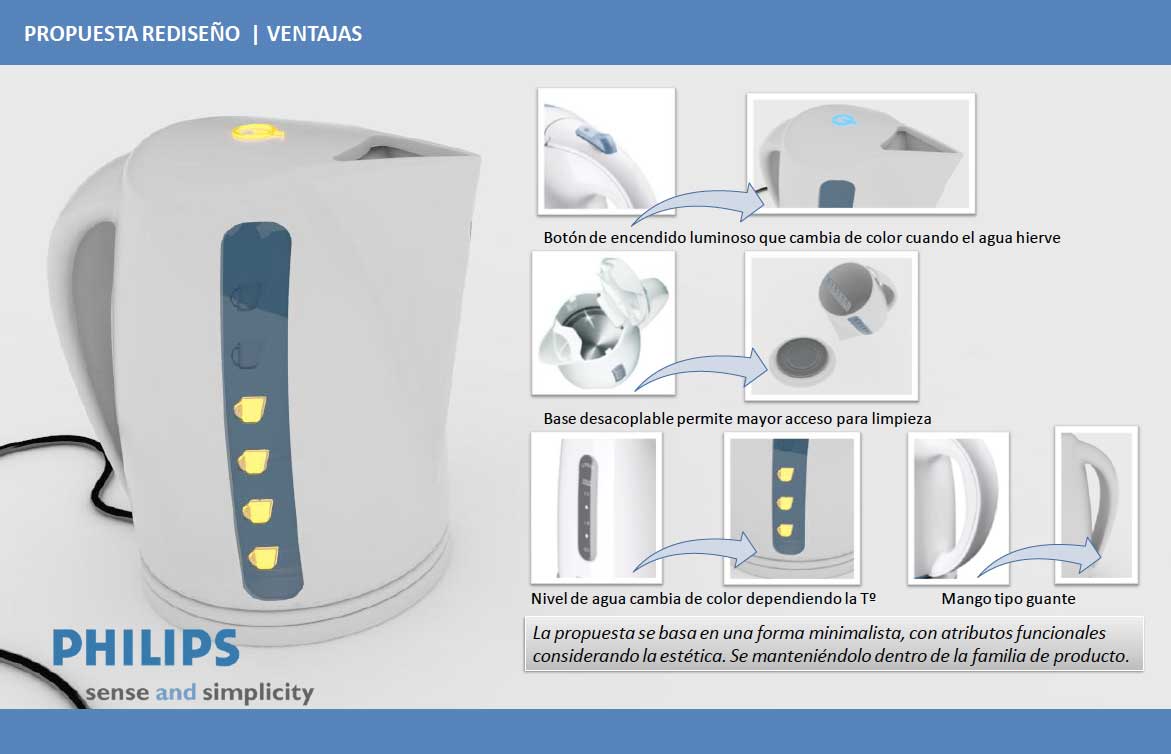 PROPUESTA REDISEÑO | VENTAJAS
Botón de encendido luminoso que cambia de color cuando el agua hierve
Base desacoplable permite mayor acceso para limpieza
Nivel de agua cambia de color dependiendo la Tº
Mango tipo guante
La propuesta se basa en una forma minimalista, con atributos funcionales
considerando la estética. Se manteniéndolo dentro de la familia de producto.
PHILIPS
sense and simplicity